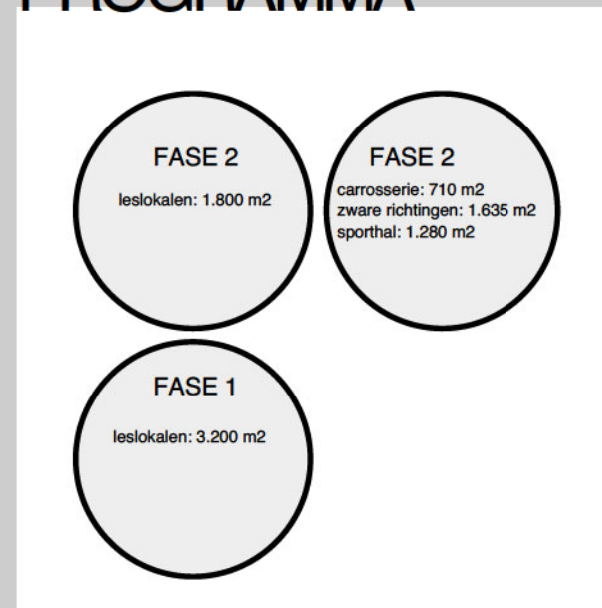 PROGRAMMA
FASE 2
leslokalen: 1.800 m2
FASE 2
carrosserie: 710 m2
zware richtingen: 1.635 m2
sporthal: 1.280 m2
FASE 1
leslokalen: 3.200 m2